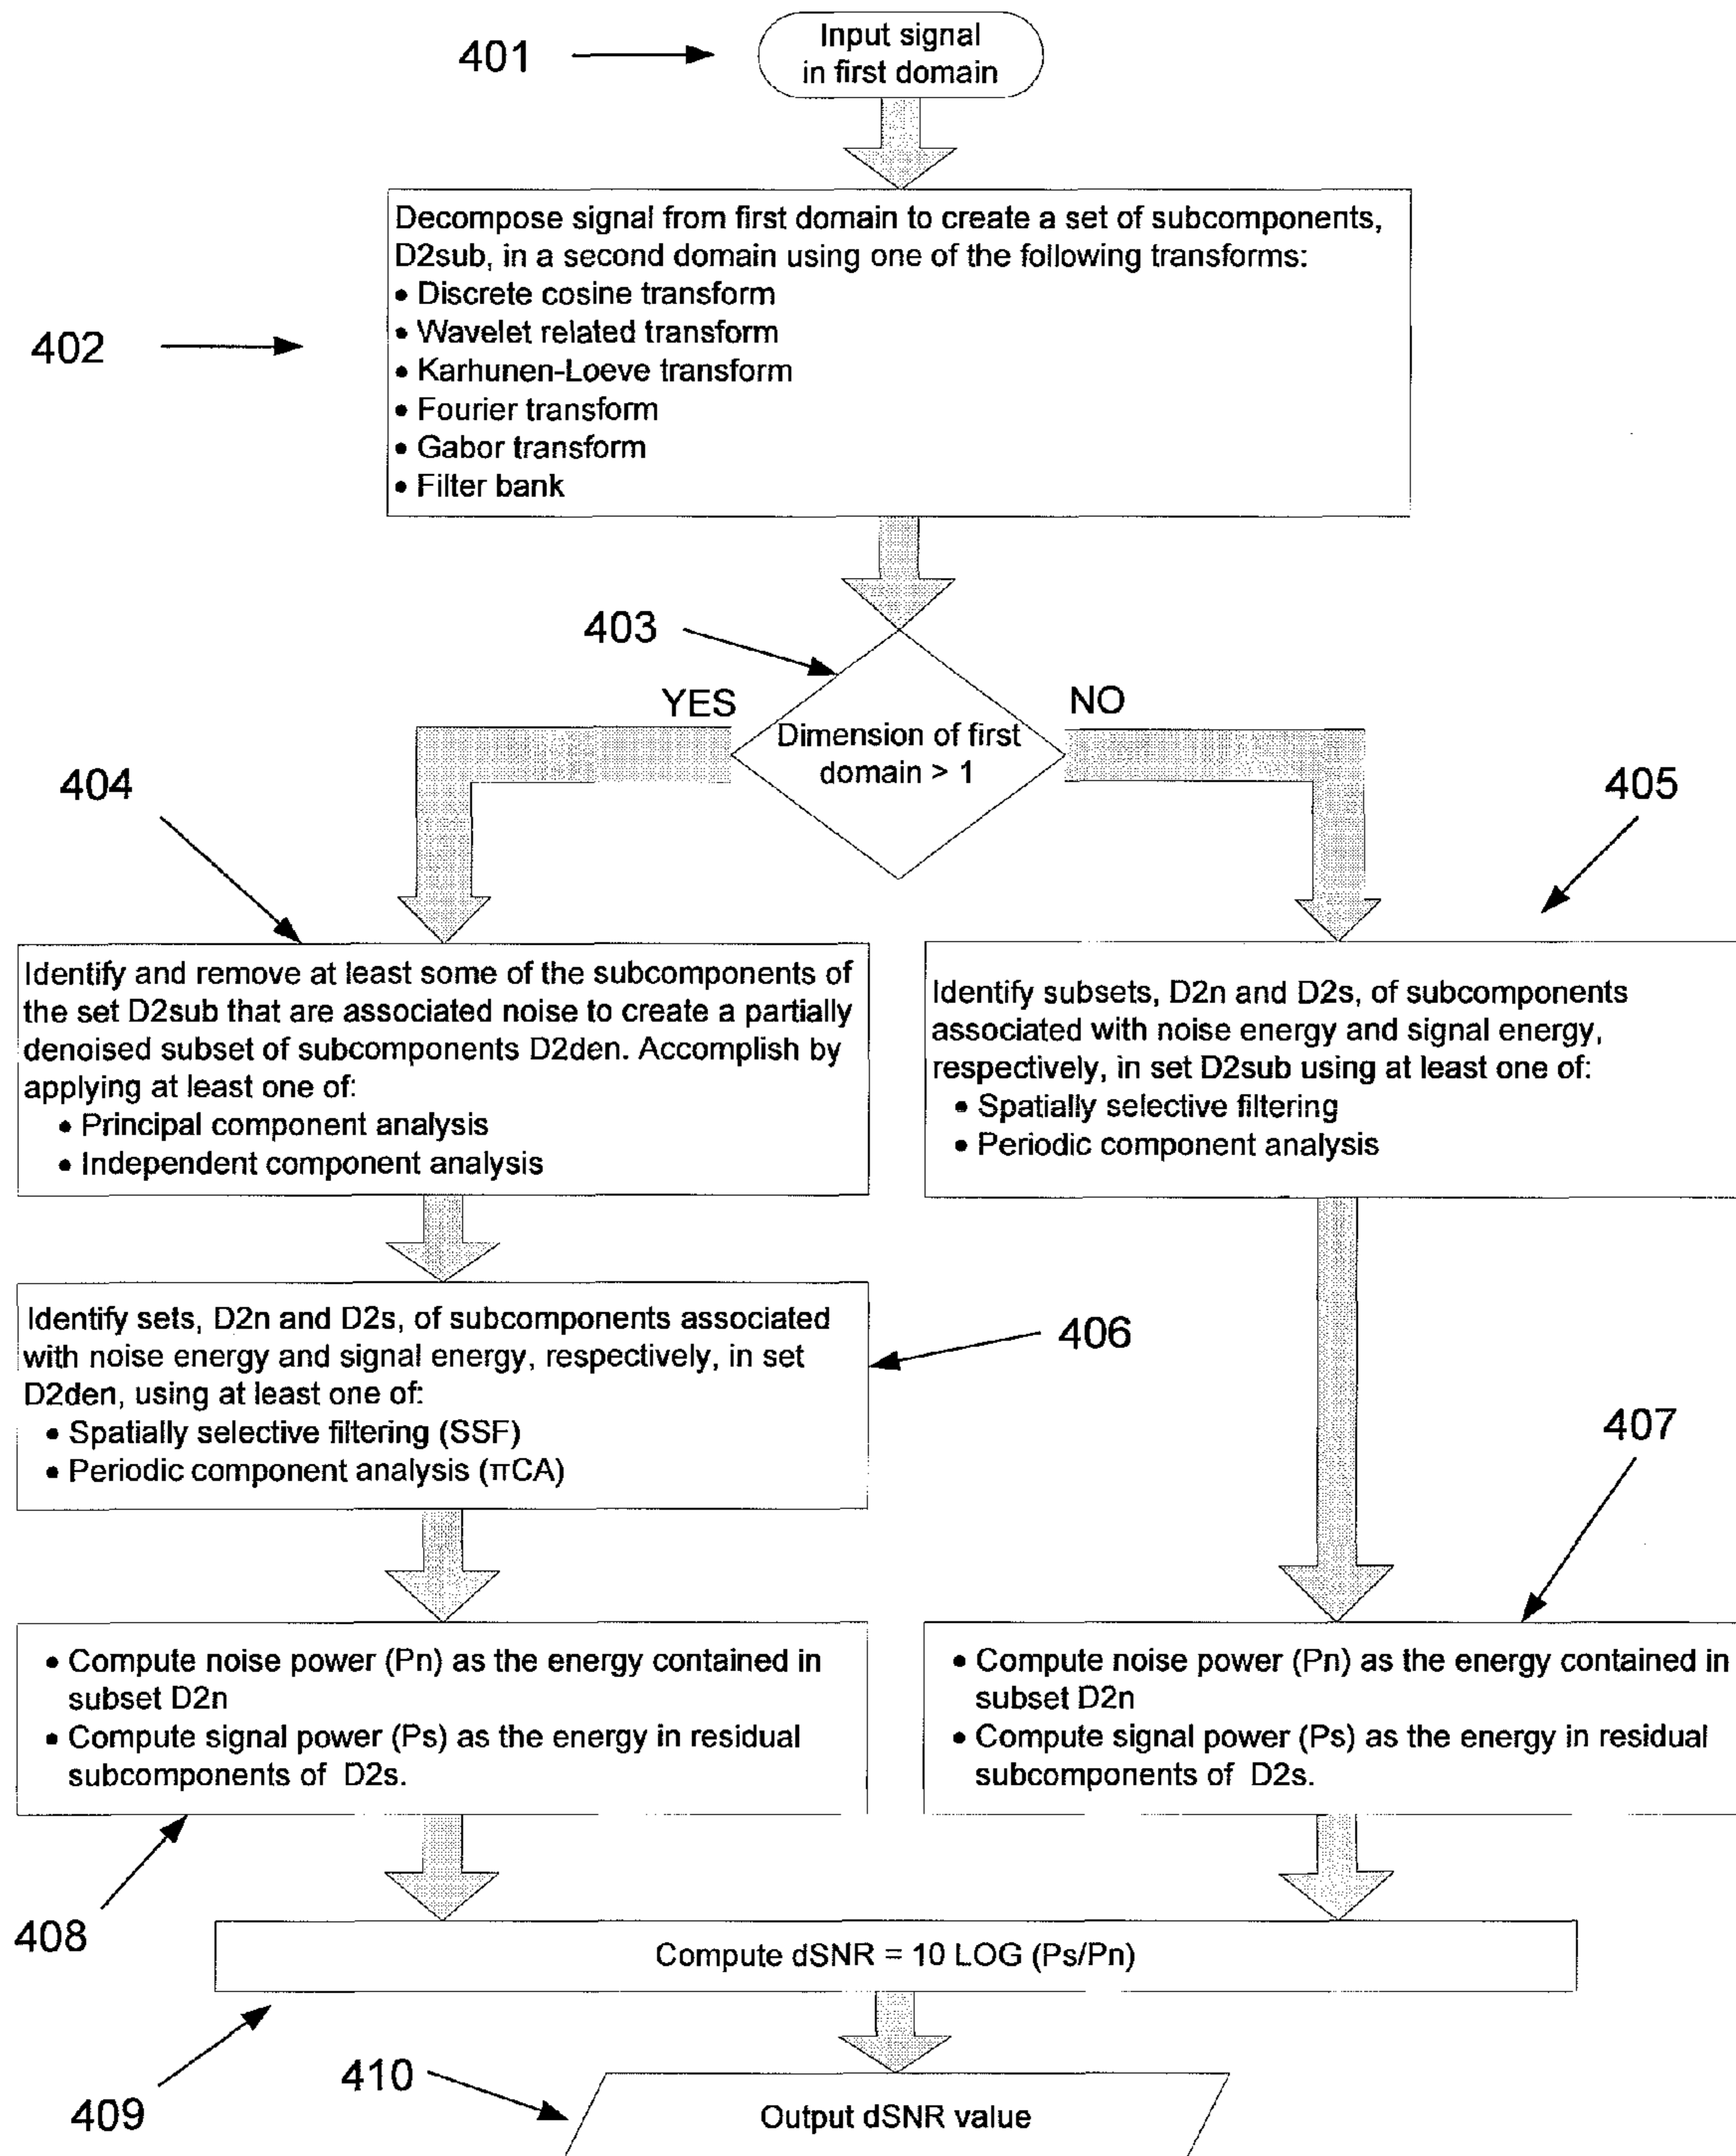 401
Input signal
in first domain
402
Decompose signal from first domain to create a set of subcomponents,
D2sub, in a second domain using one of the following transforms:
• Discrete cosine transform
• Wavelet related transform
• Karhunen-Loeve transform
• Fourier transform
• Gabor transform
• Filter bank
403
YES
NO
Dimension of first
domain > 1
404
405
Identify and remove at least some of the subcomponents of
the set D2sub that are associated noise to create a partially
denoised subset of subcomponents D2den. Accomplish by
applying at least one of:
• Principal component analysis
• Independent component analysis
Identify subsets, D2n and D2s, of subcomponents
associated with noise energy and signal energy,
respectively, in set D2sub using at least one of:
• Spatially selective filtering
• Periodic component analysis
Identify sets, D2n and D2s, of subcomponents associated
with noise energy and signal energy, respectively, in set
D2den, using at least one of:
• Spatially selective filtering (SSF)
• Periodic component analysis (πCA)
406
407
• Compute noise power (Pn) as the energy contained in
subset D2n
• Compute signal power (Ps) as the energy in residual
subcomponents of D2s.
• Compute noise power (Pn) as the energy contained in
subset D2n
• Compute signal power (Ps) as the energy in residual
subcomponents of D2s.
408
Compute dSNR = 10 LOG (Ps/Pn)
409
410
Output dSNR value